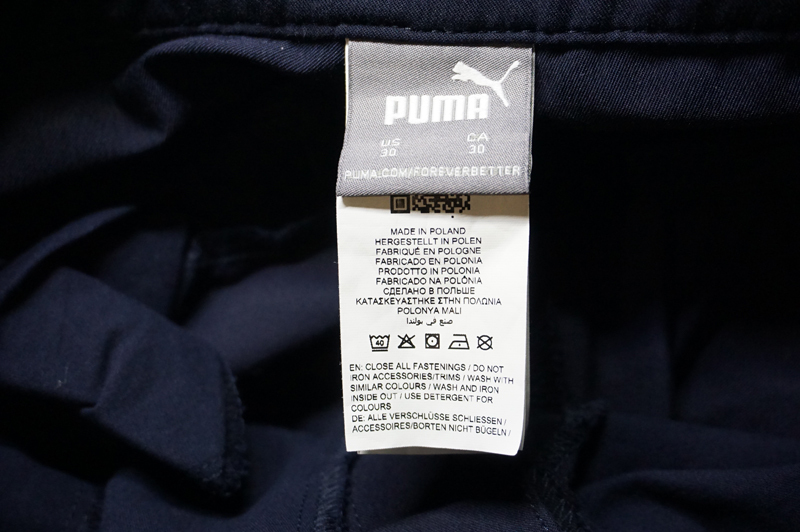 PUMA
US CA
30 30
PUMA.COM/FOREVERBETTER
MADE IN POLAND
HERGESTELLT IN POLEN
FABRIQUÉ EN POLOGNE
FABRICADO EN POLONIA
PRODOTTO IN POLONIA
FABRICADO NA POLÔNIA
СДЕЛАНО В ПОЛЬШЕ
ΚΑΤΑΣΚΕΥΑΣΤΗΚΕ ΣΤΗΝ ΠΟΛΩΝΙΑ
POLONYA MALI
صنع في بولندا
40
EN: CLOSE ALL FASTENINGS / DO NOT
IRON ACCESSORIES/TRIMS / WASH WITH
SIMILAR COLOURS / WASH AND IRON
INSIDE OUT / USE DETERGENT FOR
COLOURS
DE: ALLE VERSCHLÜSSE SCHLIESSEN /
ACCESSOIRES/BORTEN NICHT BÜGELN /